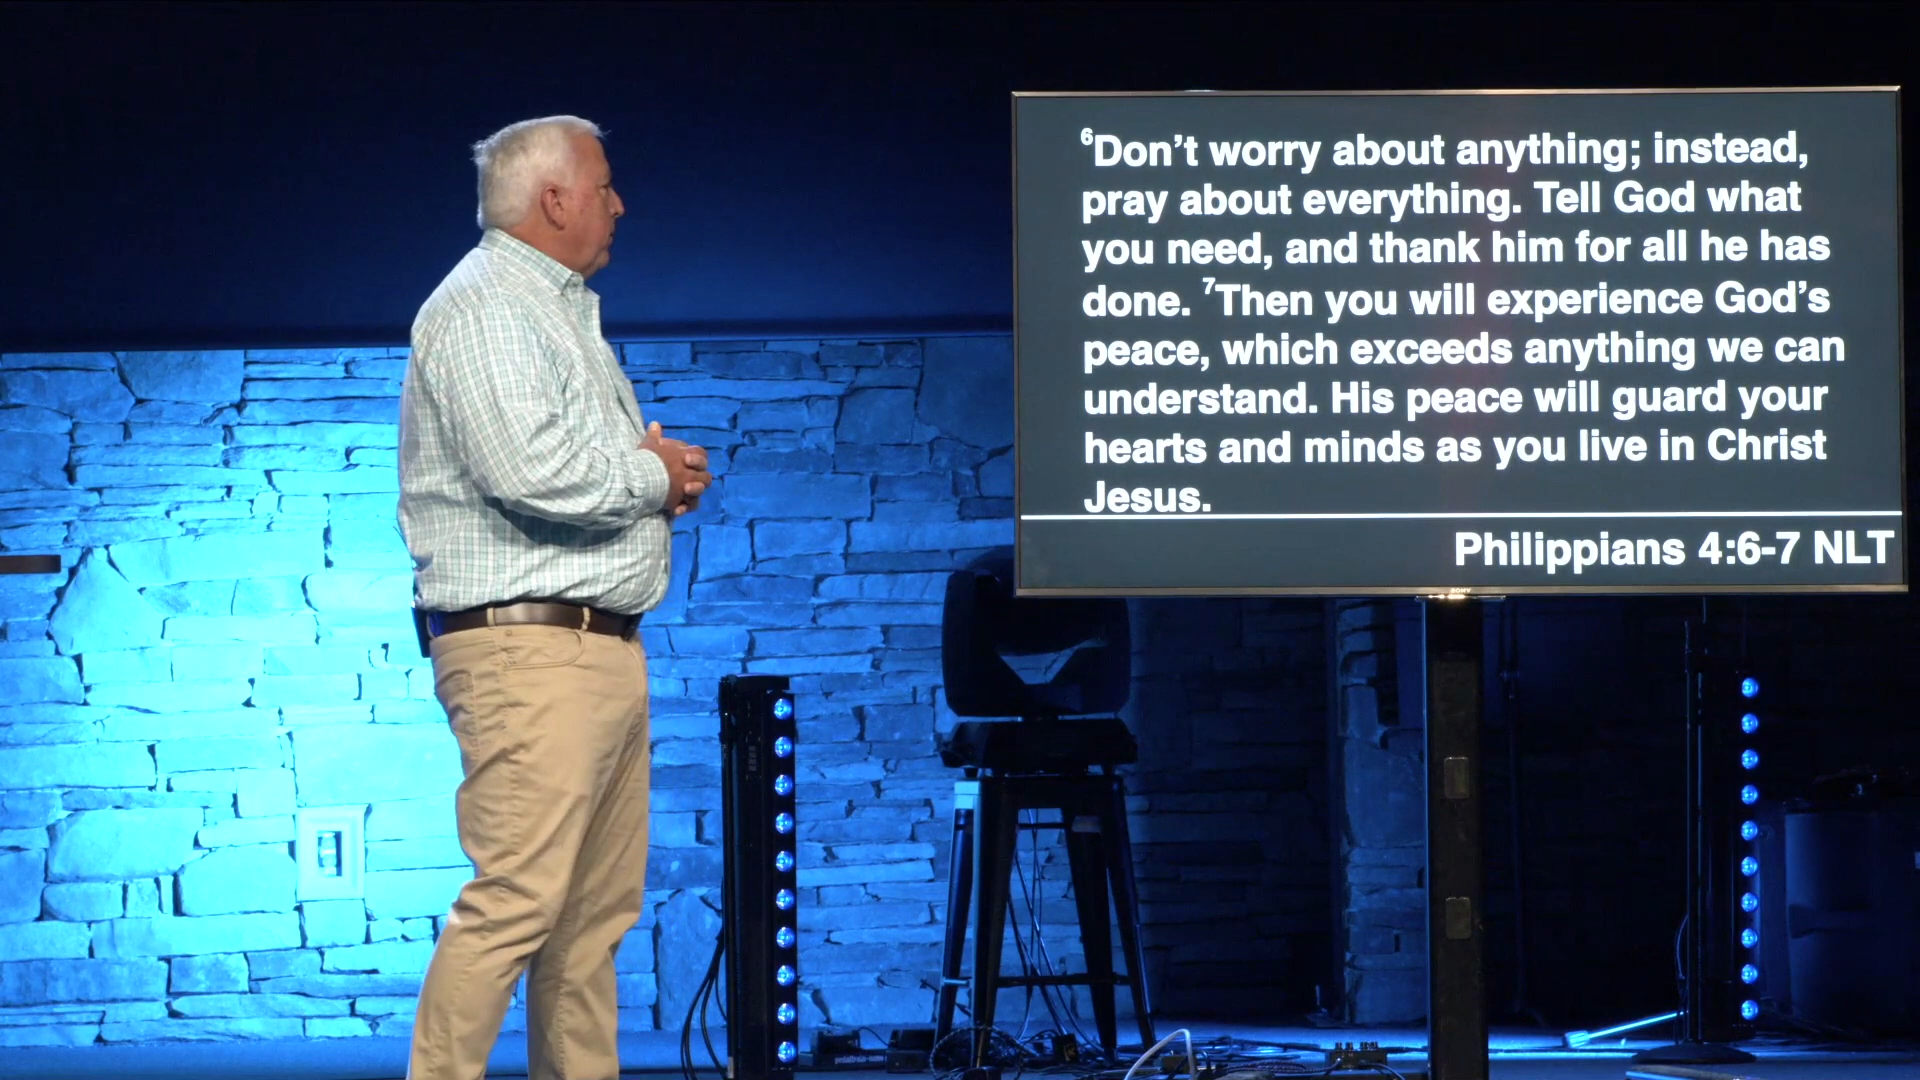 ⁶Don’t worry about anything; instead,
pray about everything. Tell God what
you need, and thank him for all he has
done. ⁷Then you will experience God’s
peace, which exceeds anything we can
understand. His peace will guard your
hearts and minds as you live in Christ
Jesus.
Philippians 4:6-7 NLT
SONY